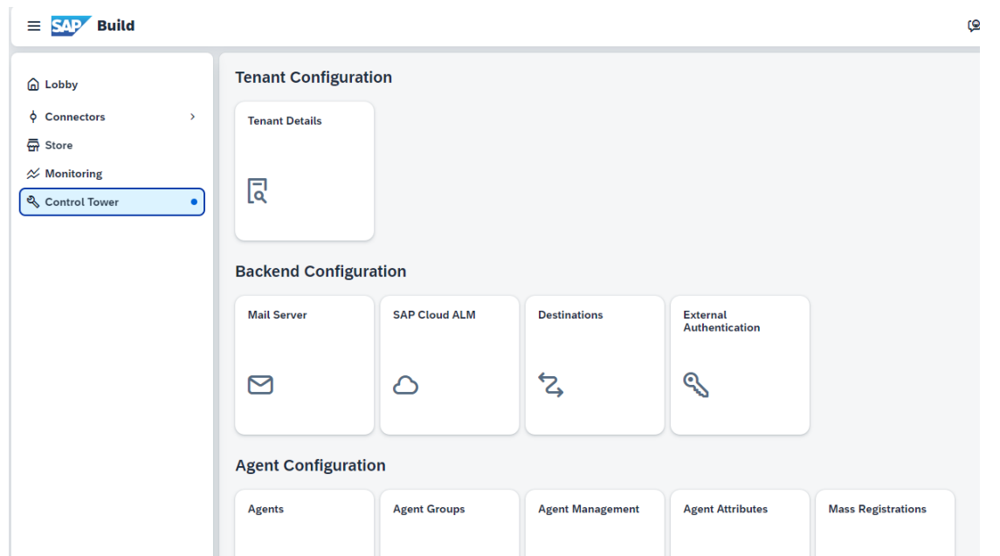 SAP Build
Lobby
Connectors
Store
Monitoring
Control Tower
Tenant Configuration
Tenant Details
Backend Configuration
Mail Server
SAP Cloud ALM
Destinations
External
Authentication
Agent Configuration
Agents
Agent Groups
Agent Management
Agent Attributes
Mass Registrations